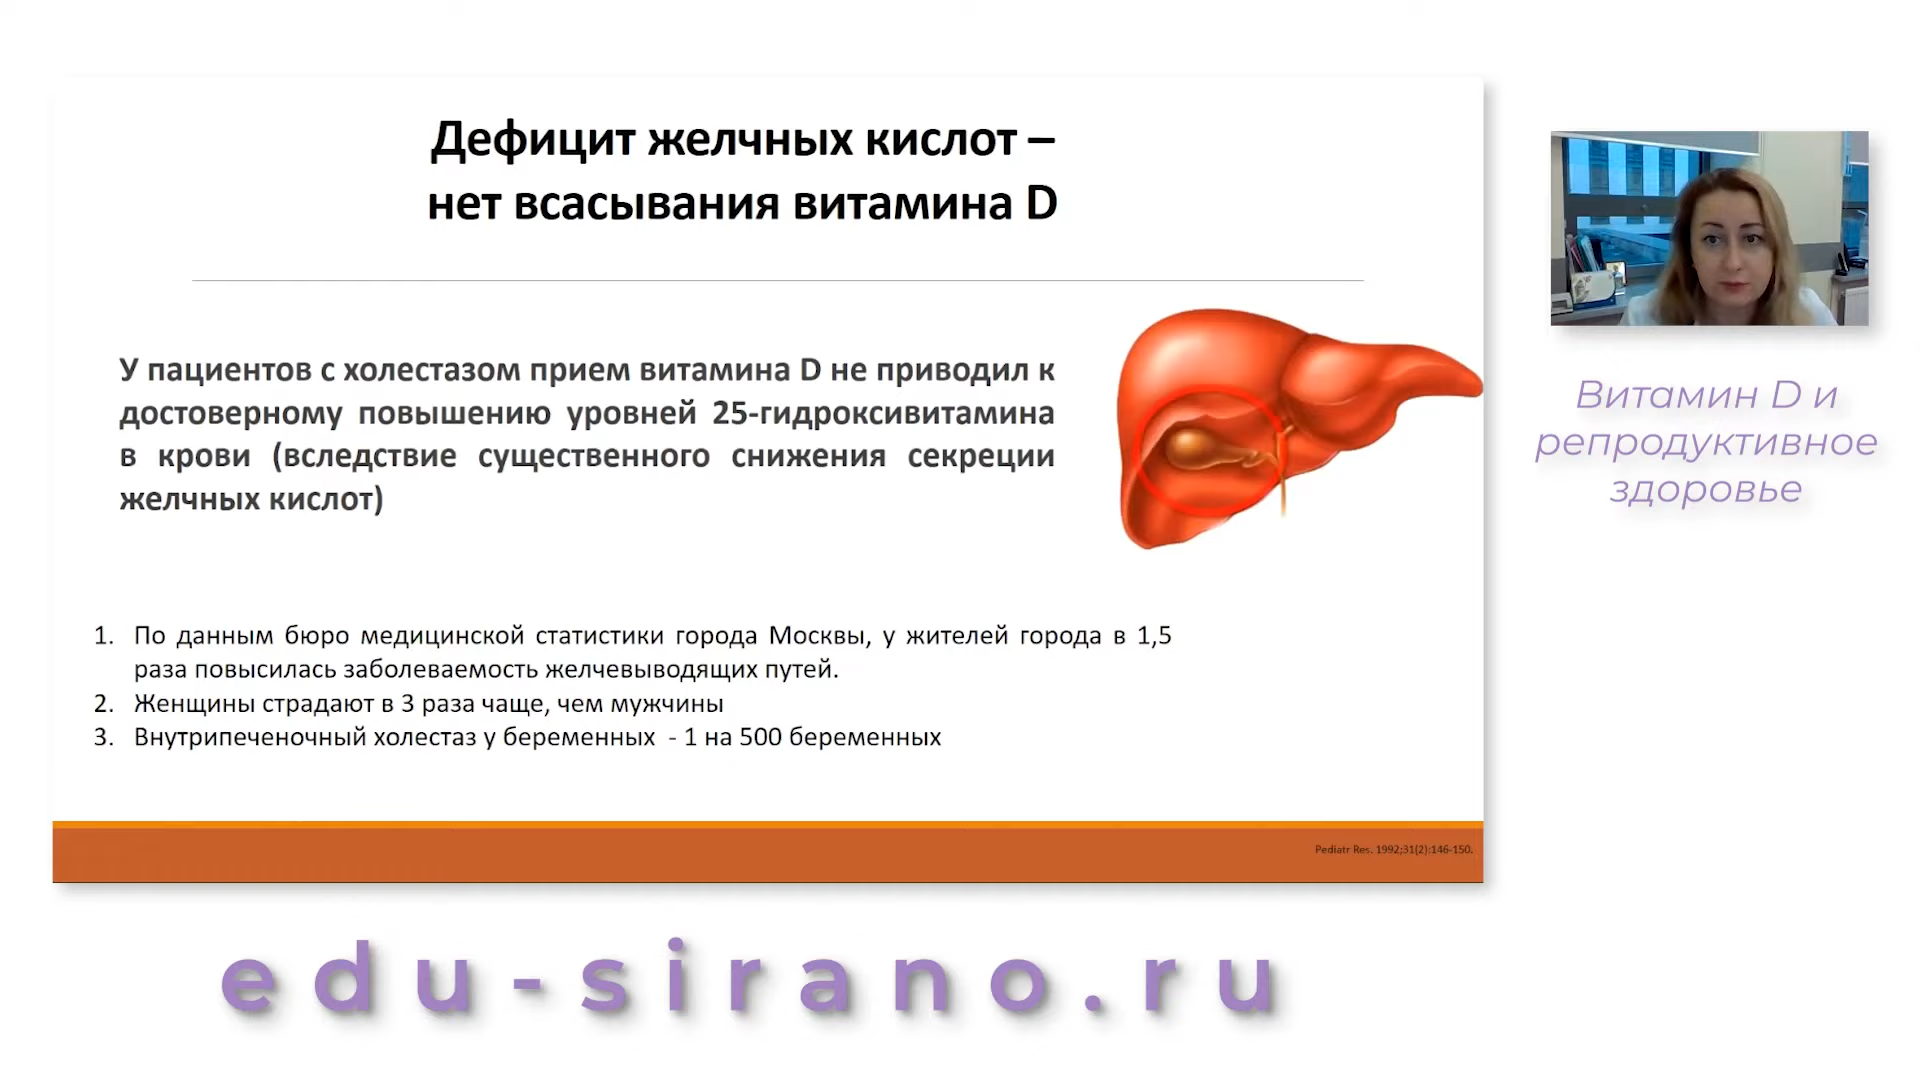 Дефицит желчных кислот –
нет всасывания витамина D
У пациентов с холестазом прием витамина D не приводил к
достоверному повышению уровней 25-гидроксивитамина
в крови (вследствие существенного снижения секреции
желчных кислот)
1. По данным бюро медицинской статистики города Москвы, у жителей города в 1,5
раза повысилась заболеваемость желчевыводящих путей.
2. Женщины страдают в 3 раза чаще, чем мужчины
3. Внутрипеченочный холестаз у беременных - 1 на 500 беременных
Pediatr Res. 1992;31(2):146-150.
Витамин D и
репродуктивное
здоровье
edu-sirano.ru